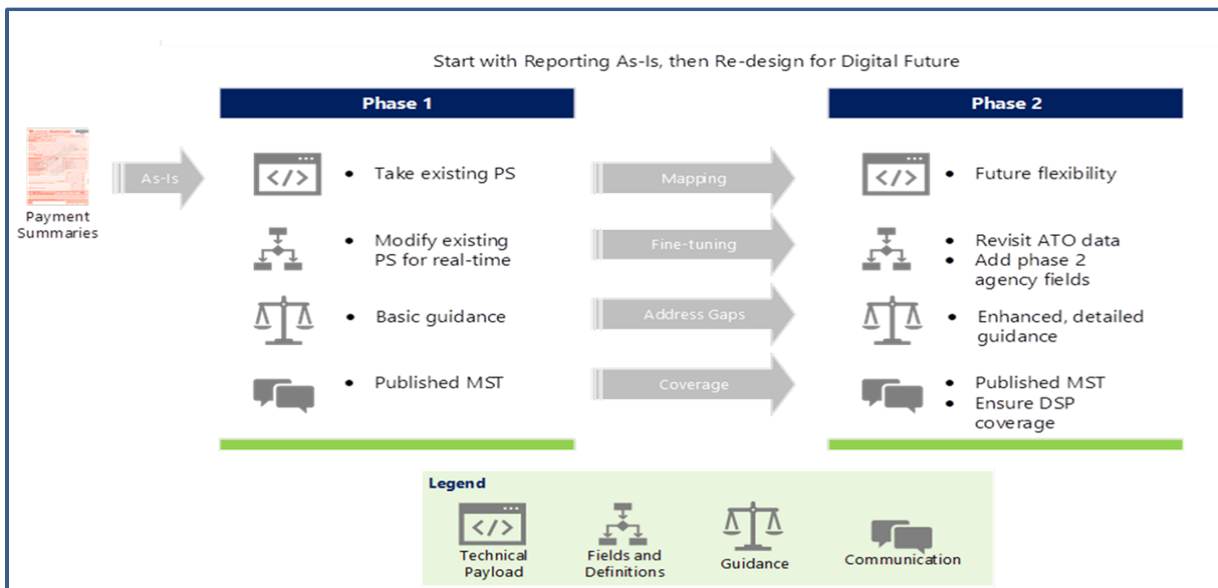 Start with Reporting As-Is, then Re-design for Digital Future
Phase 1
Phase 2
Payment
Summaries
As-Is
</>
• Take existing PS
Mapping
</>
• Future flexibility
• Modify existing
PS for real-time
Fine-tuning
• Revisit ATO data
• Add phase 2
agency fields
• Basic guidance
Address Gaps
• Enhanced, detailed
guidance
• Published MST
Coverage
• Published MST
• Ensure DSP
coverage
Legend
</>
Technical
Payload
Fields and
Definitions
Guidance
Communication